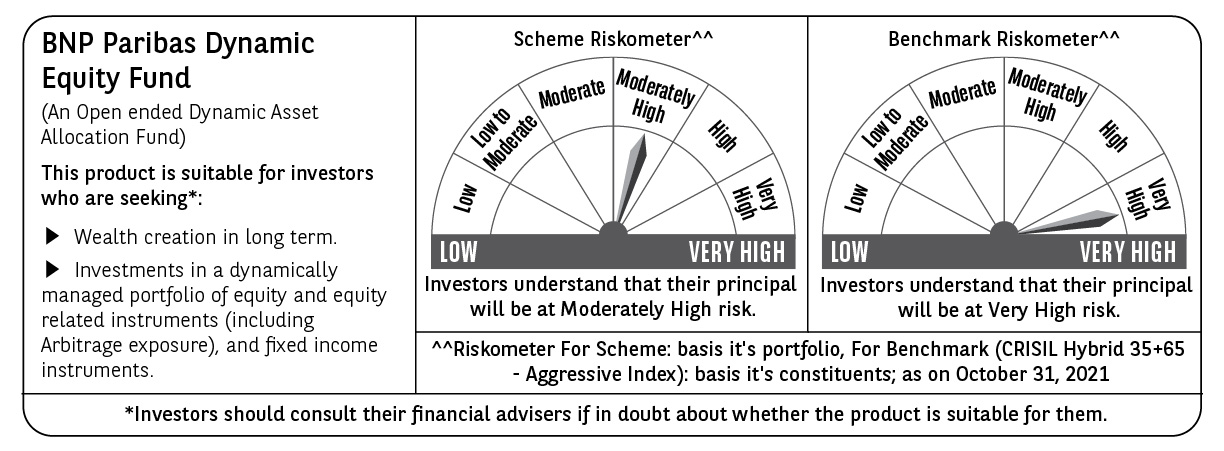 BNP Paribas Dynamic
Equity Fund
(An Open ended Dynamic Asset
Allocation Fund)
This product is suitable for investors
who are seeking*:
▶ Wealth creation in long term.
▶ Investments in a dynamically
managed portfolio of equity and equity
related instruments (including
Arbitrage exposure), and fixed income
instruments.
Scheme Riskometer^^
Low
Low to
Moderate
Moderate
Moderately
High
High
Very
High
LOW
VERY HIGH
Investors understand that their principal
will be at Moderately High risk.
Benchmark Riskometer^^
Low
Low to
Moderate
Moderate
Moderately
High
High
Very
High
LOW
VERY HIGH
Investors understand that their principal
will be at Very High risk.
^^Riskometer For Scheme: basis it's portfolio, For Benchmark (CRISIL Hybrid 35+65
- Aggressive Index): basis it's constituents; as on October 31, 2021
*Investors should consult their financial advisers if in doubt about whether the product is suitable for them.